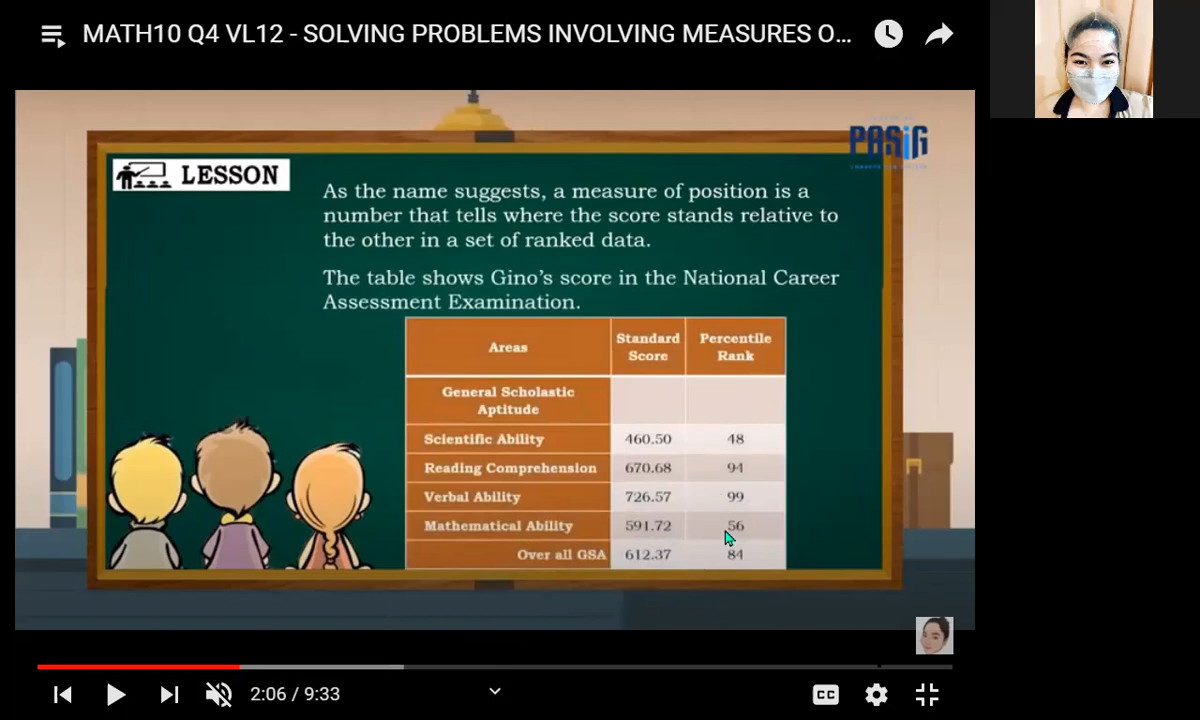 MATH10 Q4 VL12 - SOLVING PROBLEMS INVOLVING MEASURES O...
PASiG
LESSON
As the name suggests, a measure of position is a
number that tells where the score stands relative to
the other in a set of ranked data.
The table shows Gino's score in the National Career
Assessment Examination.
Areas Standard Score Percentile Rank
General Scholastic Aptitude
Scientific Ability 460.50 48
Reading Comprehension 670.68 94
Verbal Ability 726.57 99
Mathematical Ability 591.72 56
Over all GSA 612.37 84
2:06 / 9:33
CC